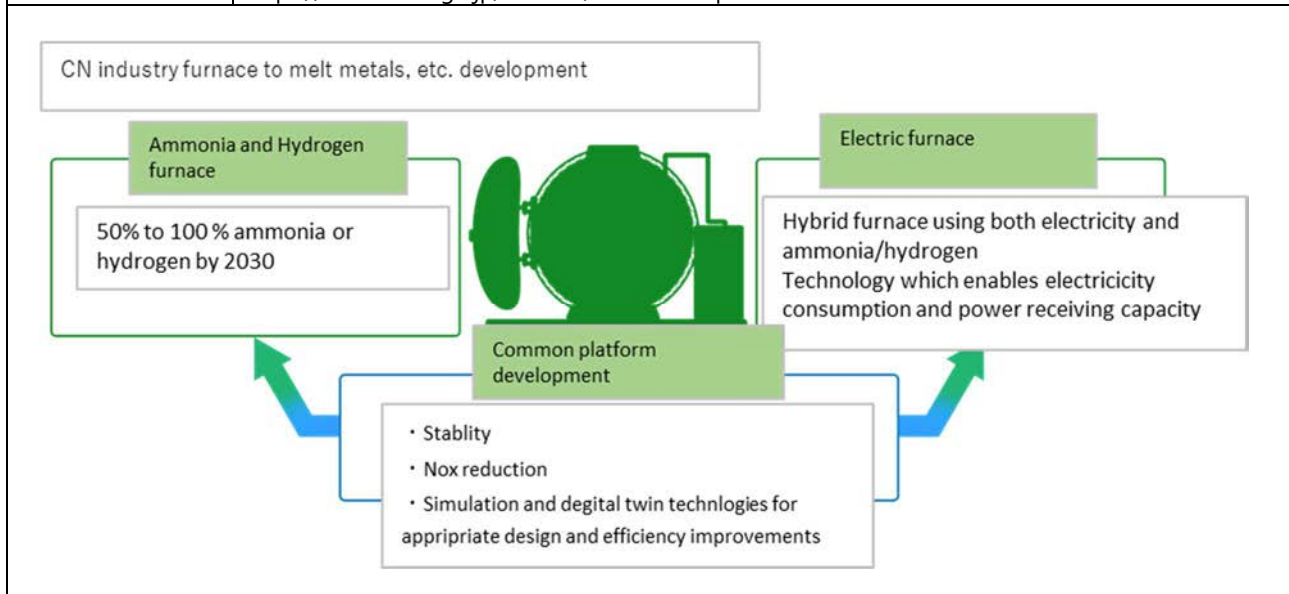 CN industry furnace to melt metals, etc. development
Ammonia and Hydrogen
furnace
50% to 100 % ammonia or
hydrogen by 2030
Electric furnace
Hybrid furnace using both electricity and
ammonia/hydrogen
Technology which enables electricicity
consumption and power receiving capacity
Common platform
development
・Stablity
・Nox reduction
・Simulation and degital twin technlogies for
appripriate design and efficiency improvements